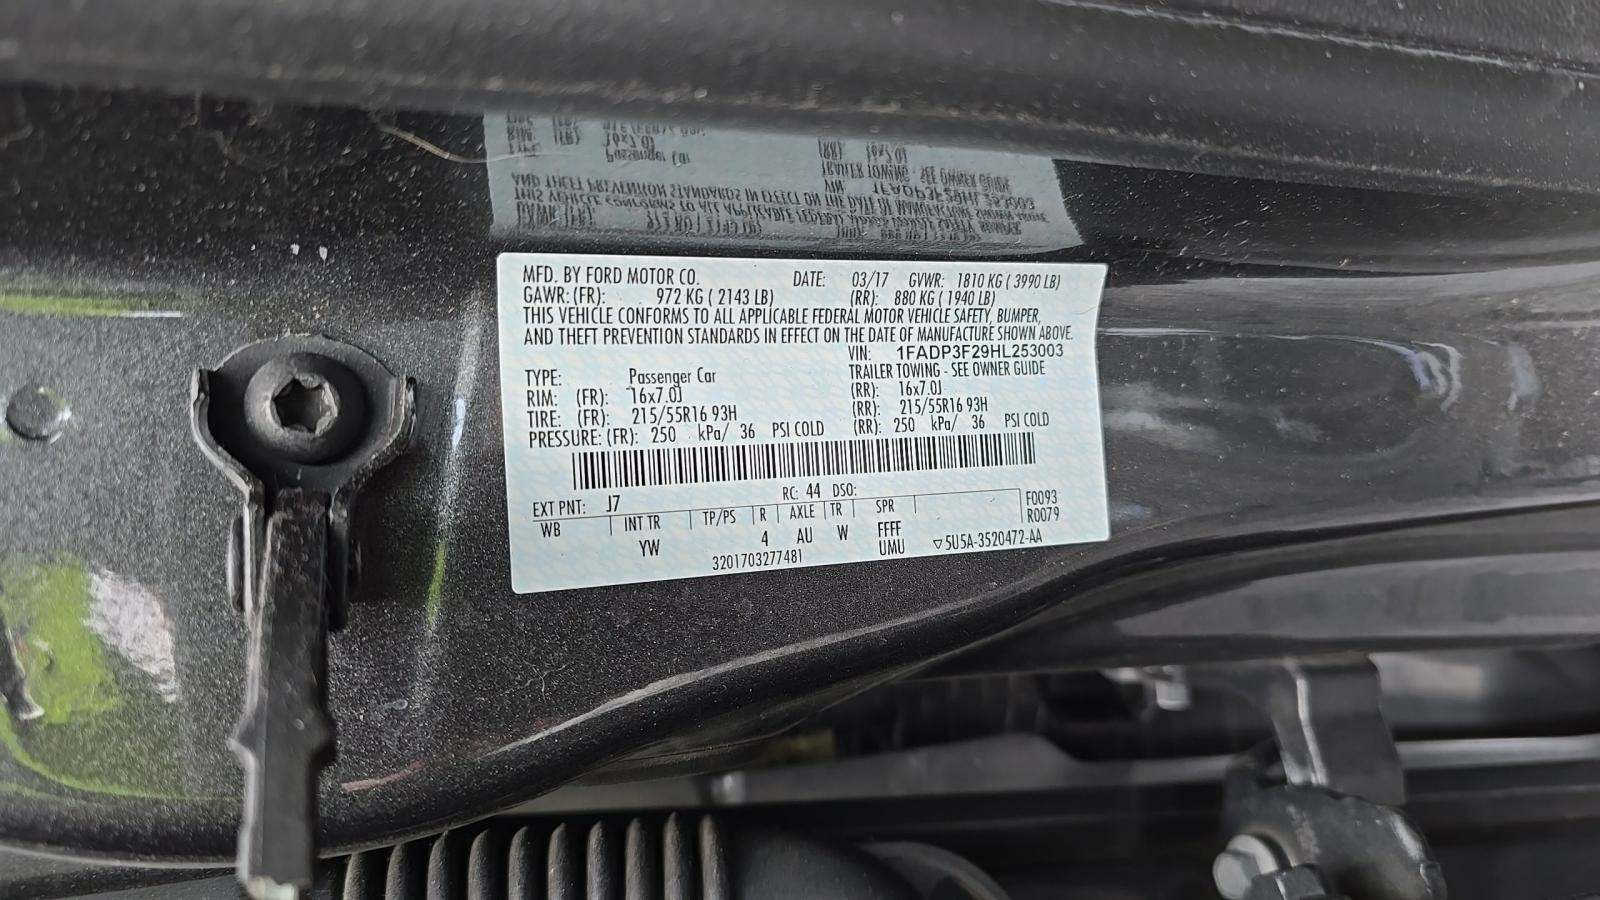 MFD. BY FORD MOTOR CO. DATE: 03/17 GVWR: 1810 KG ( 3990 LB)
GAWR: (FR): 972 KG ( 2143 LB) (RR): 880 KG ( 1940 LB)
THIS VEHICLE CONFORMS TO ALL APPLICABLE FEDERAL MOTOR VEHICLE SAFETY, BUMPER,
AND THEFT PREVENTION STANDARDS IN EFFECT ON THE DATE OF MANUFACTURE SHOWN ABOVE.
VIN: 1FADP3F29HL253003
TYPE: Passenger Car TRAILER TOWING - SEE OWNER GUIDE
RIM: (FR): 16x7.0J (RR): 16x7.0J
TIRE: (FR): 215/55R16 93H (RR): 215/55R16 93H
PRESSURE: (FR): 250 kPa/ 36 PSI COLD (RR): 250 kPa/ 36 PSI COLD
EXT PNT: J7 RC: 44 DSO: F0093
WB INT TR TP/PS R AXLE TR SPR R0079
YW 4 AU W FFFF
UMU ▽5U5A-3520472-AA
3201703277481